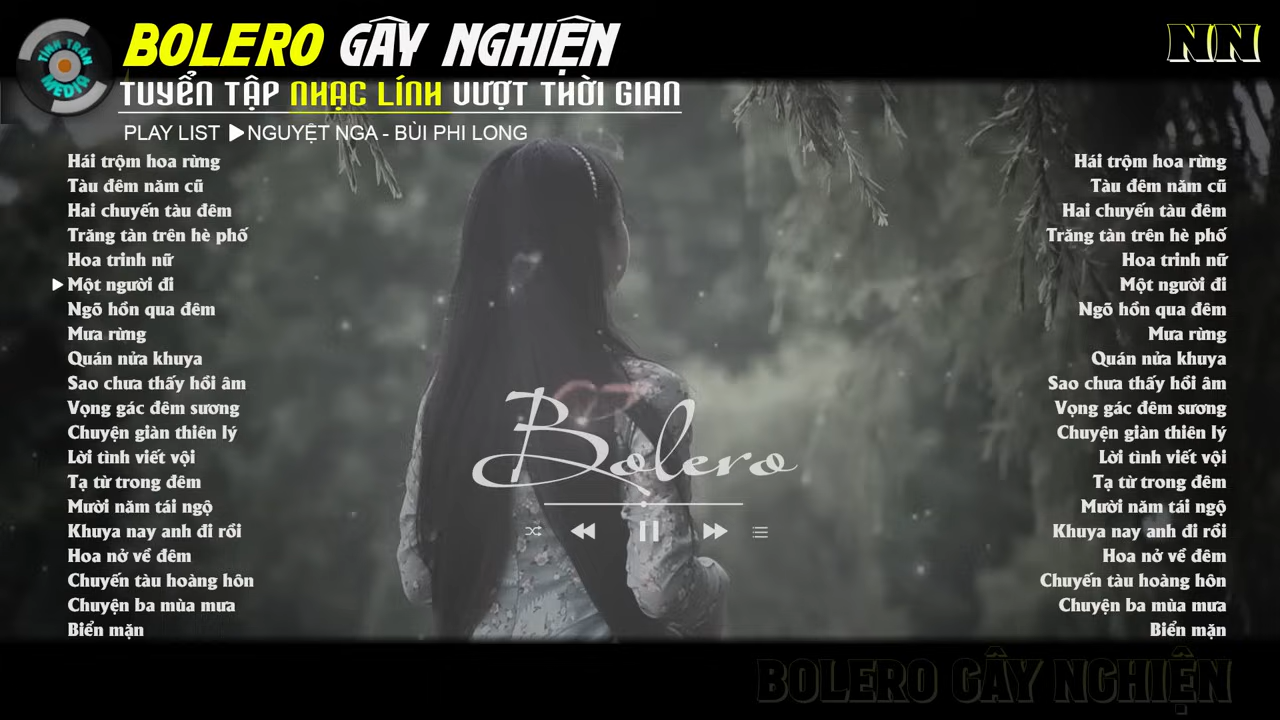 TÌNH TRẦN
MEDIA
BOLERO GÂY NGHIỆN
NN
TUYỂN TẬP NHẠC LÍNH VƯỢT THỜI GIAN
PLAY LIST NGUYỆT NGA - BÙI PHI LONG
Hái trộm hoa rừng
Tàu đêm năm cũ
Hai chuyến tàu đêm
Trăng tàn trên hè phố
Hoa trinh nữ
Một người đi
Ngõ hồn qua đêm
Mưa rừng
Quán nửa khuya
Sao chưa thấy hồi âm
Vọng gác đêm sương
Chuyện giàn thiên lý
Lời tình viết vội
Tạ từ trong đêm
Mười năm tái ngộ
Khuya nay anh đi rồi
Hoa nở về đêm
Chuyến tàu hoàng hôn
Chuyện ba mùa mưa
Biển mặn
Bolero
Hái trộm hoa rừng
Tàu đêm năm cũ
Hai chuyến tàu đêm
Trăng tàn trên hè phố
Hoa trinh nữ
Một người đi
Ngõ hồn qua đêm
Mưa rừng
Quán nửa khuya
Sao chưa thấy hồi âm
Vọng gác đêm sương
Chuyện giàn thiên lý
Lời tình viết vội
Tạ từ trong đêm
Mười năm tái ngộ
Khuya nay anh đi rồi
Hoa nở về đêm
Chuyến tàu hoàng hôn
Chuyện ba mùa mưa
Biển mặn
BOLERO GÂY NGHIỆN